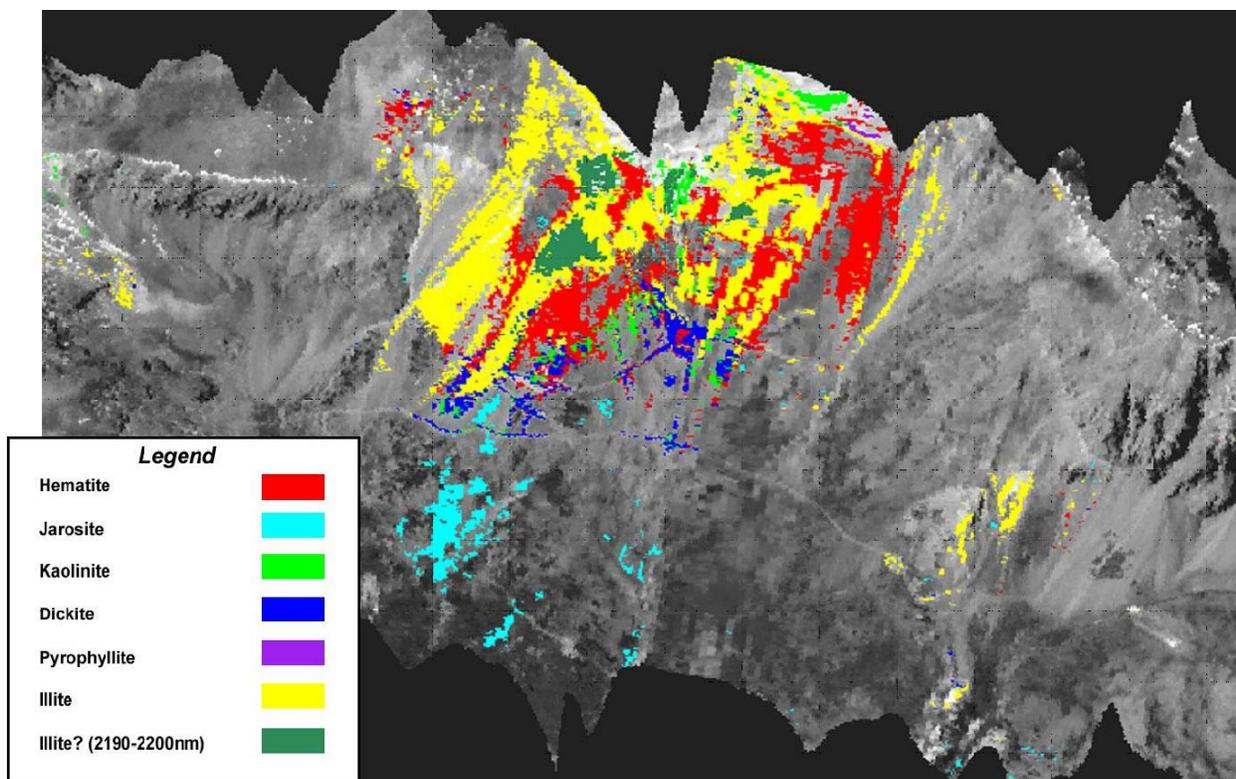 Legend
Hematite
Jarosite
Kaolinite
Dickite
Pyrophyllite
Illite
Illite? (2190-2200nm)